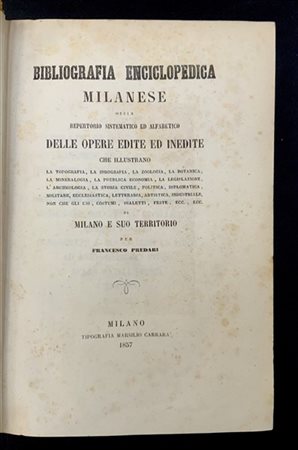 BIBLIOGRAFIA ENCICLOPEDICA
MILANESE
OSSIA
REPERTORIO SISTEMATICO ED ALFABETICO
DELLE OPERE EDITE ED INEDITE
CHE ILLUSTRANO
LA TOPOGRAFIA, LA IDROGRAFIA, LA ZOOLOGIA, LA BOTANICA,
LA MINERALOGIA, LA PUBBLICA ECONOMIA, LA LEGISLAZIONE,
L'ARCHEOLOGIA, LA STORIA CIVILE, POLITICA, DIPLOMATICA,
MILITARE, ECCLESIASTICA, LETTERARIA, ARTISTICA, INDUSTRIALE,
NON CHE GLI USI, COSTUMI, DIALETTI, FESTE, ECC., ECC.
DI
MILANO E SUO TERRITORIO
PER
FRANCESCO PREDARI
MILANO
TIPOGRAFIA MARSILIO CARRARA
1857